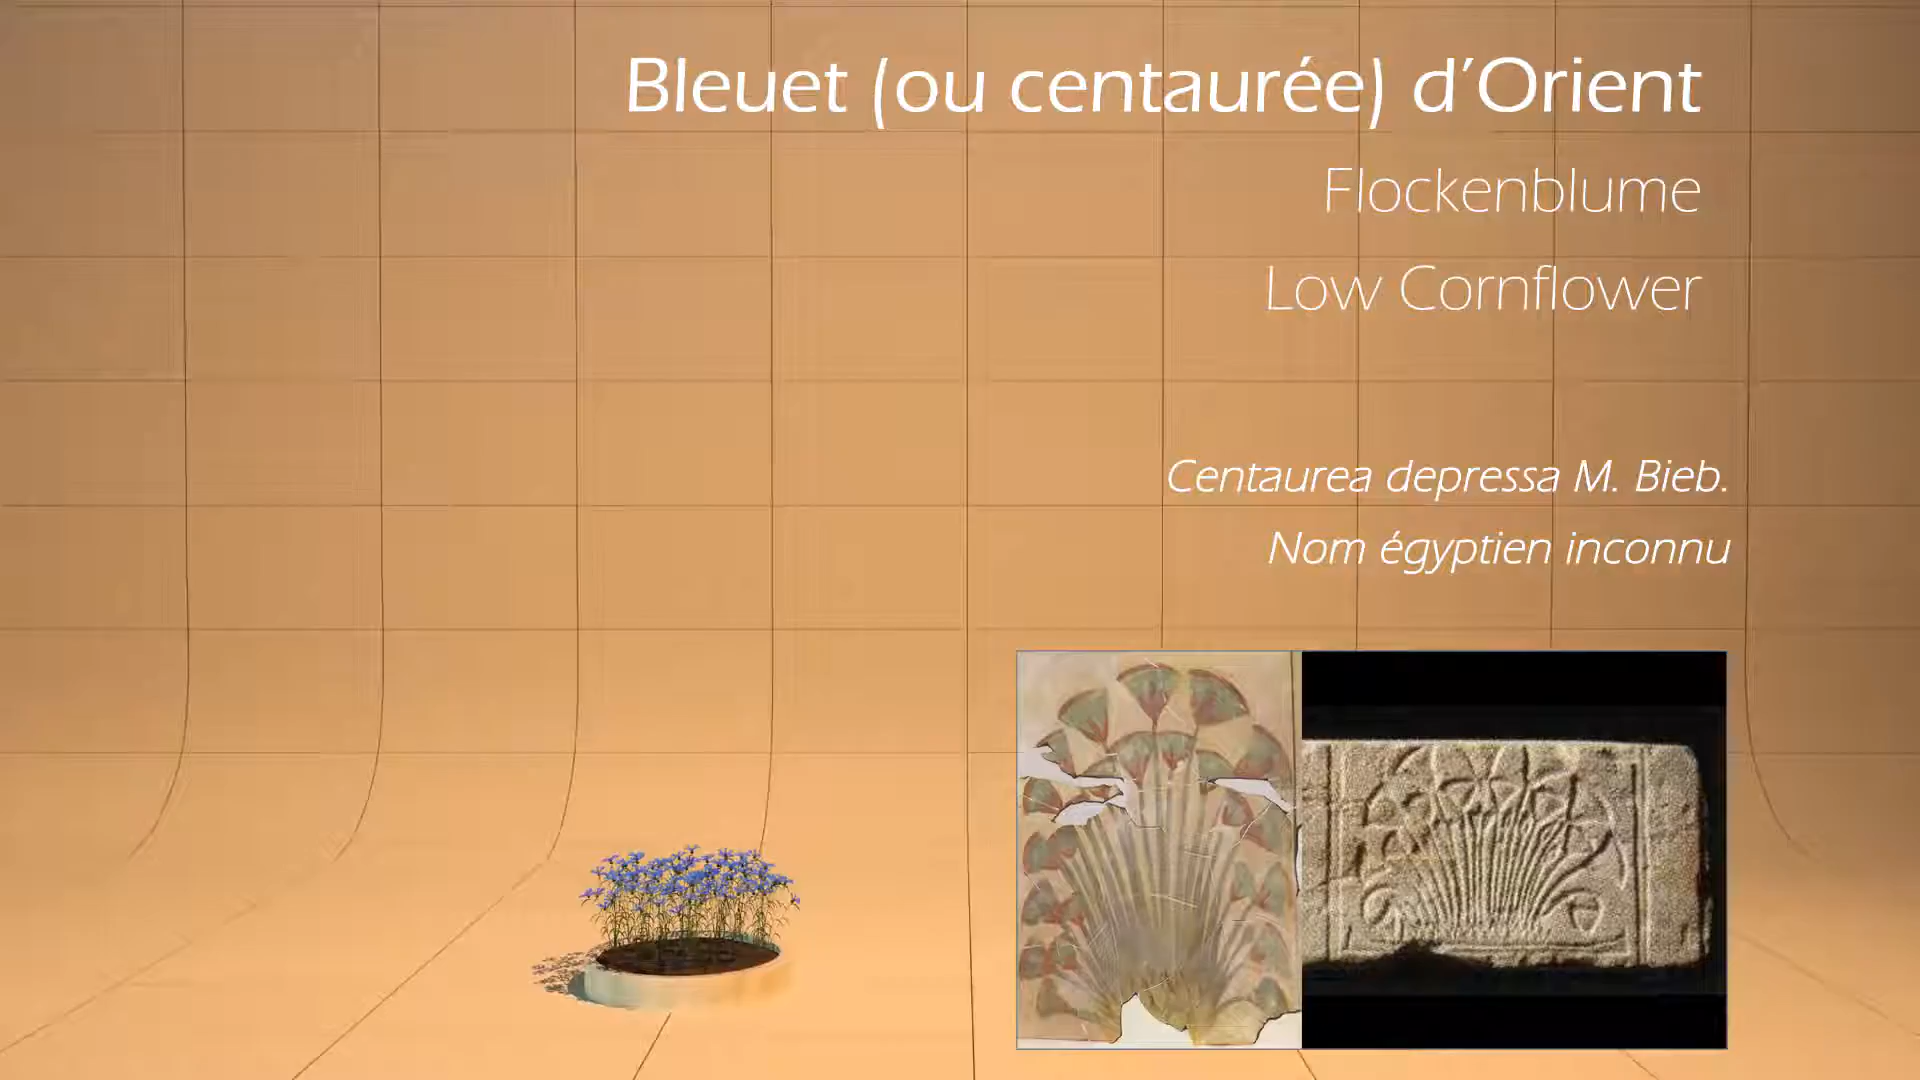 Bleuet (ou centaurée) d’Orient
Flockenblume
Low Cornflower
Centaurea depressa M. Bieb.
Nom égyptien inconnu